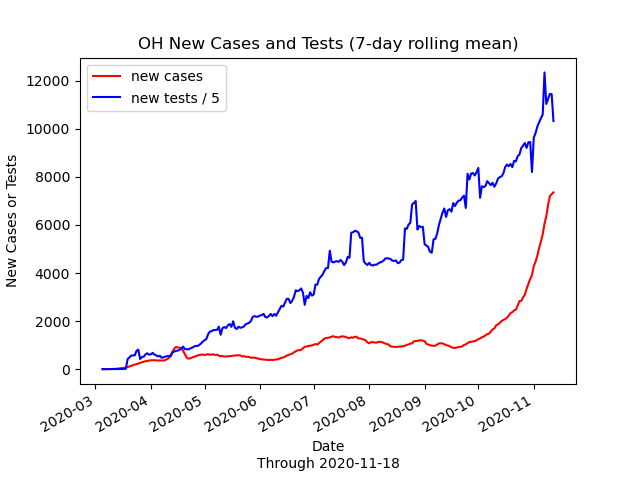 OH New Cases and Tests (7-day rolling mean)
new cases
new tests / 5
12000
10000
8000
6000
4000
2000
0
New Cases or Tests
2020-03
2020-04
2020-05
2020-06
2020-07
2020-08
2020-09
2020-10
2020-11
Date
Through 2020-11-18